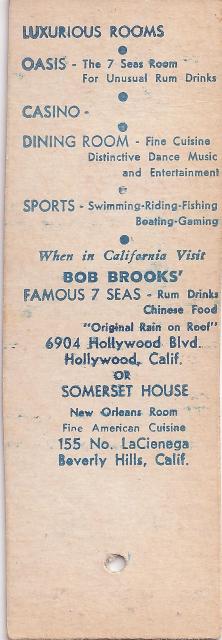 LUXURIOUS ROOMS
OASIS - The 7 Seas Room
For Unusual Rum Drinks
CASINO -
DINING ROOM - Fine Cuisine
Distinctive Dance Music
and Entertainment
SPORTS - Swimming-Riding-Fishing
Boating-Gaming
When in California Visit
BOB BROOKS'
FAMOUS 7 SEAS - Rum Drinks
Chinese Food
"Original Rain on Roof"
6904 Hollywood Blvd.
Hollywood, Calif.
OR
SOMERSET HOUSE
New Orleans Room
Fine American Cuisine
155 No. LaCienega
Beverly Hills, Calif.